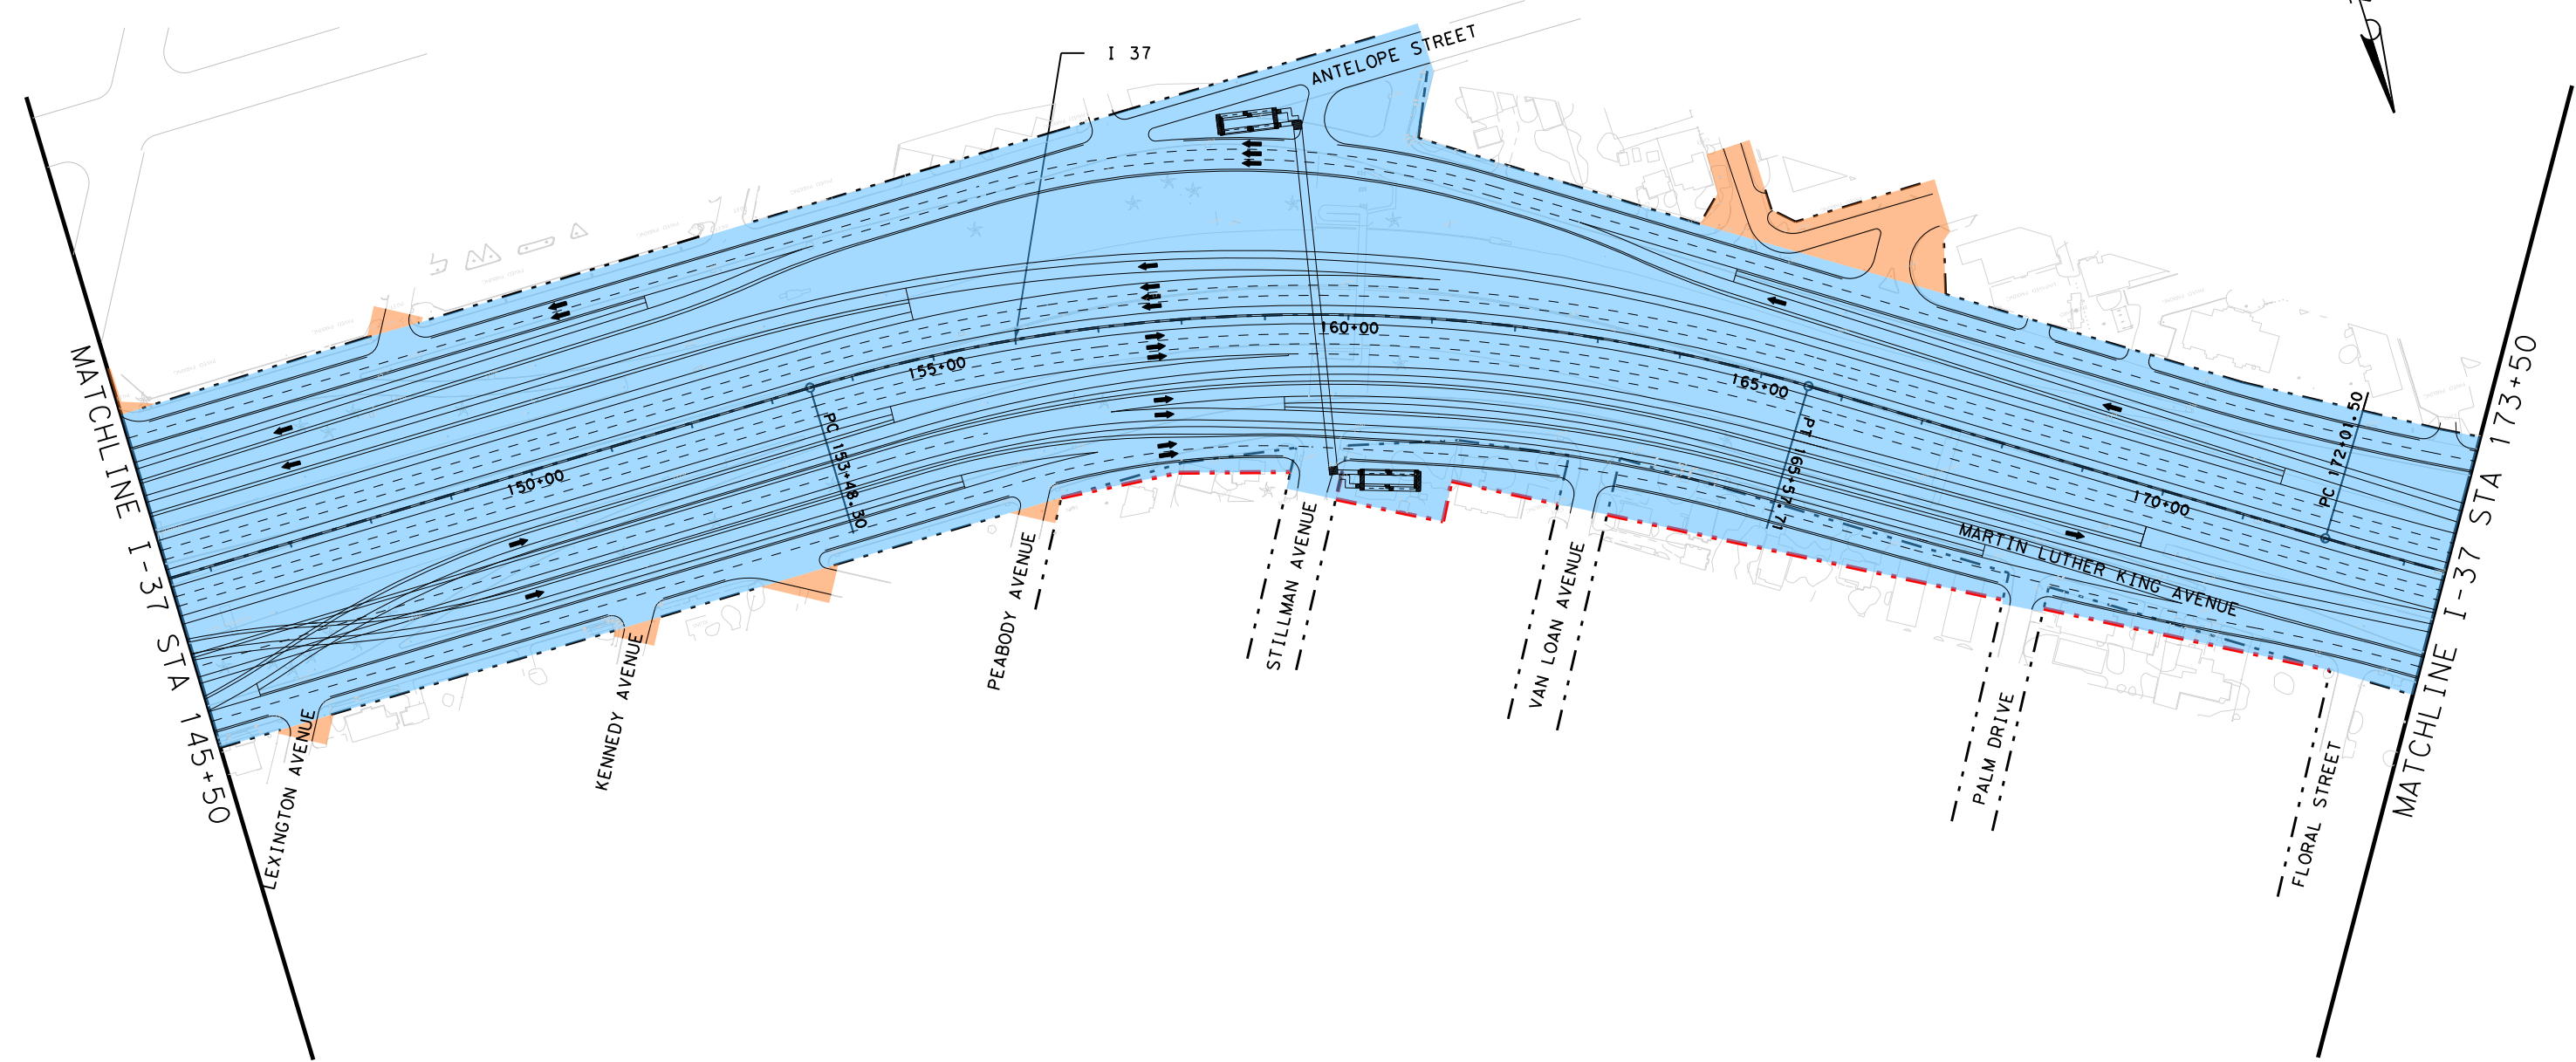 I 37
ANTELOPE STREET
MATCHLINE I-37 STA 145+50
150+00
PC 153+48.30
155+00
160+00
165+00
PT 165+57.71
170+00
PC 172+01.50
MARTIN LUTHER KING AVENUE
MATCHLINE I-37 STA 173+50
LEXINGTON AVENUE
KENNEDY AVENUE
PEABODY AVENUE
STILLMAN AVENUE
VAN LOAN AVENUE
PALM DRIVE
FLORAL STREET